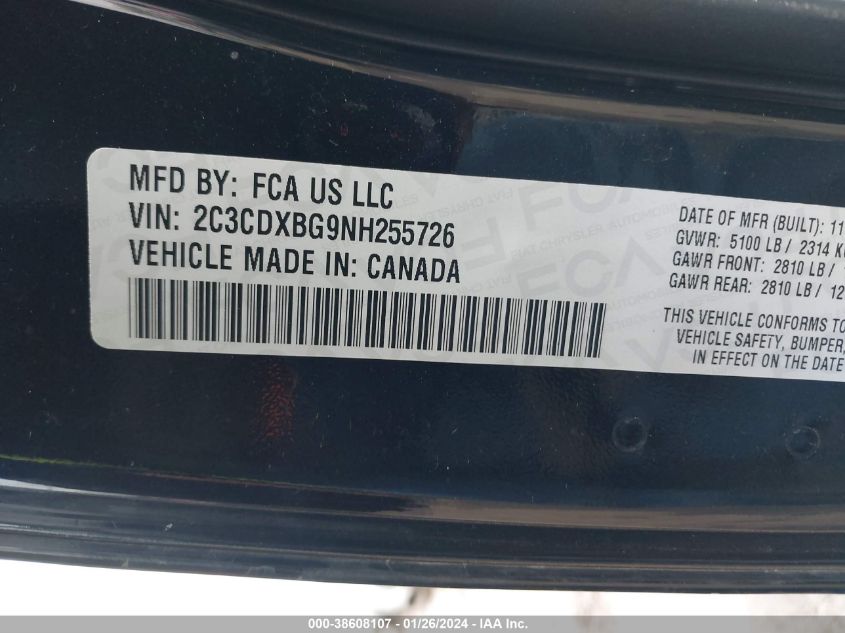 MFD BY: FCA US LLC
VIN: 2C3CDXBG9NH255726
VEHICLE MADE IN: CANADA
DATE OF MFR (BUILT): 11
GVWR: 5100 LB / 2314 K
GAWR FRONT: 2810 LB /
GAWR REAR: 2810 LB / 12
THIS VEHICLE CONFORMS TO
VEHICLE SAFETY, BUMPER,
IN EFFECT ON THE DATE
000-38608107 - 01/26/2024 - IAA Inc.